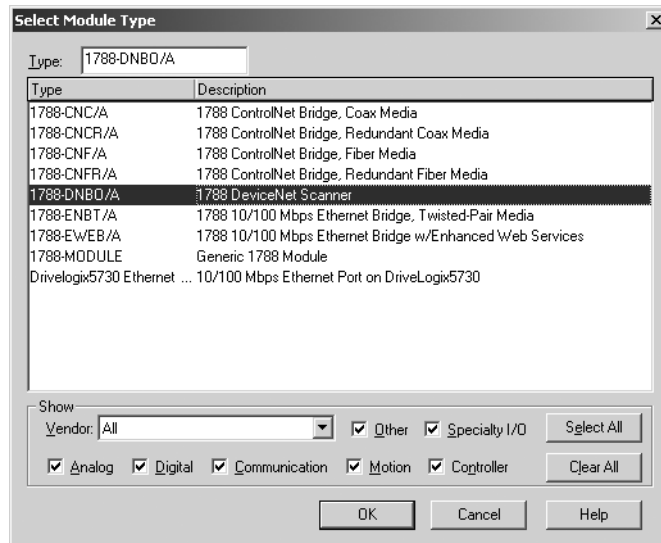 Select Module Type
Type: 1788-DNBO/A
Type Description
1788-CNC/A 1788 ControlNet Bridge, Coax Media
1788-CNCR/A 1788 ControlNet Bridge, Redundant Coax Media
1788-CNF/A 1788 ControlNet Bridge, Fiber Media
1788-CNFR/A 1788 ControlNet Bridge, Redundant Fiber Media
1788-DNBO/A 1788 DeviceNet Scanner
1788-ENBT/A 1788 10/100 Mbps Ethernet Bridge, Twisted-Pair Media
1788-EWEB/A 1788 10/100 Mbps Ethernet Bridge w/Enhanced Web Services
1788-MODULE Generic 1788 Module
Drivelogix5730 Ethernet ... 10/100 Mbps Ethernet Port on DriveLogix5730
Show
Vendor: All Other Specialty I/O Select All
Analog Digital Communication Motion Controller Clear All
OK Cancel Help